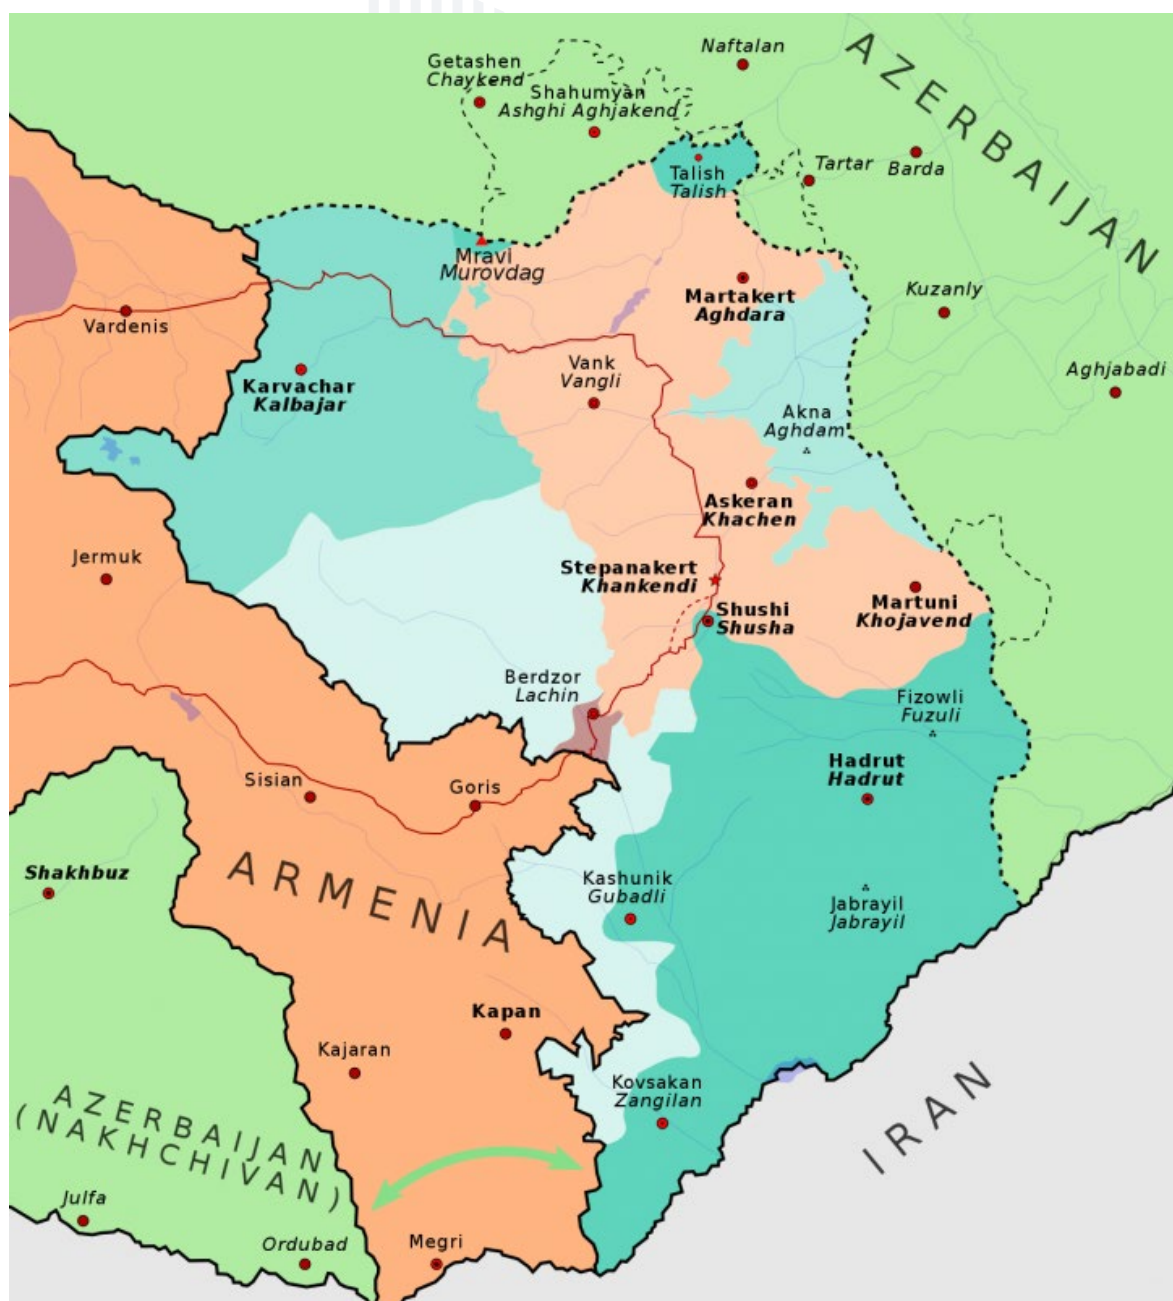 Naftalan
Getashen
Chaykend
Shahumyan
Ashghi Aghjakend
AZERBAIJAN
Talish
Talish
Tartar
Barda
Mravi
Murovdag
Martakert
Aghdara
Kuzanly
Vardenis
Karvachar
Kalbajar
Vank
Vangli
Aghjabadi
Akna
Aghdam
Askeran
Khachen
Jermuk
Stepanakert
Khankendi
Shushi
Shusha
Martuni
Khojavend
Berdzor
Lachin
Fizowli
Fuzuli
Hadrut
Hadrut
Sisian
Goris
Shakhbuz
ARMENIA
Kashunik
Gubadli
Jabrayil
Jabrayil
Kapan
Kajaran
Kovsakan
Zangilan
IRAN
AZERBAIJAN
(NAKHCHIVAN)
Julfa
Ordubad
Megri